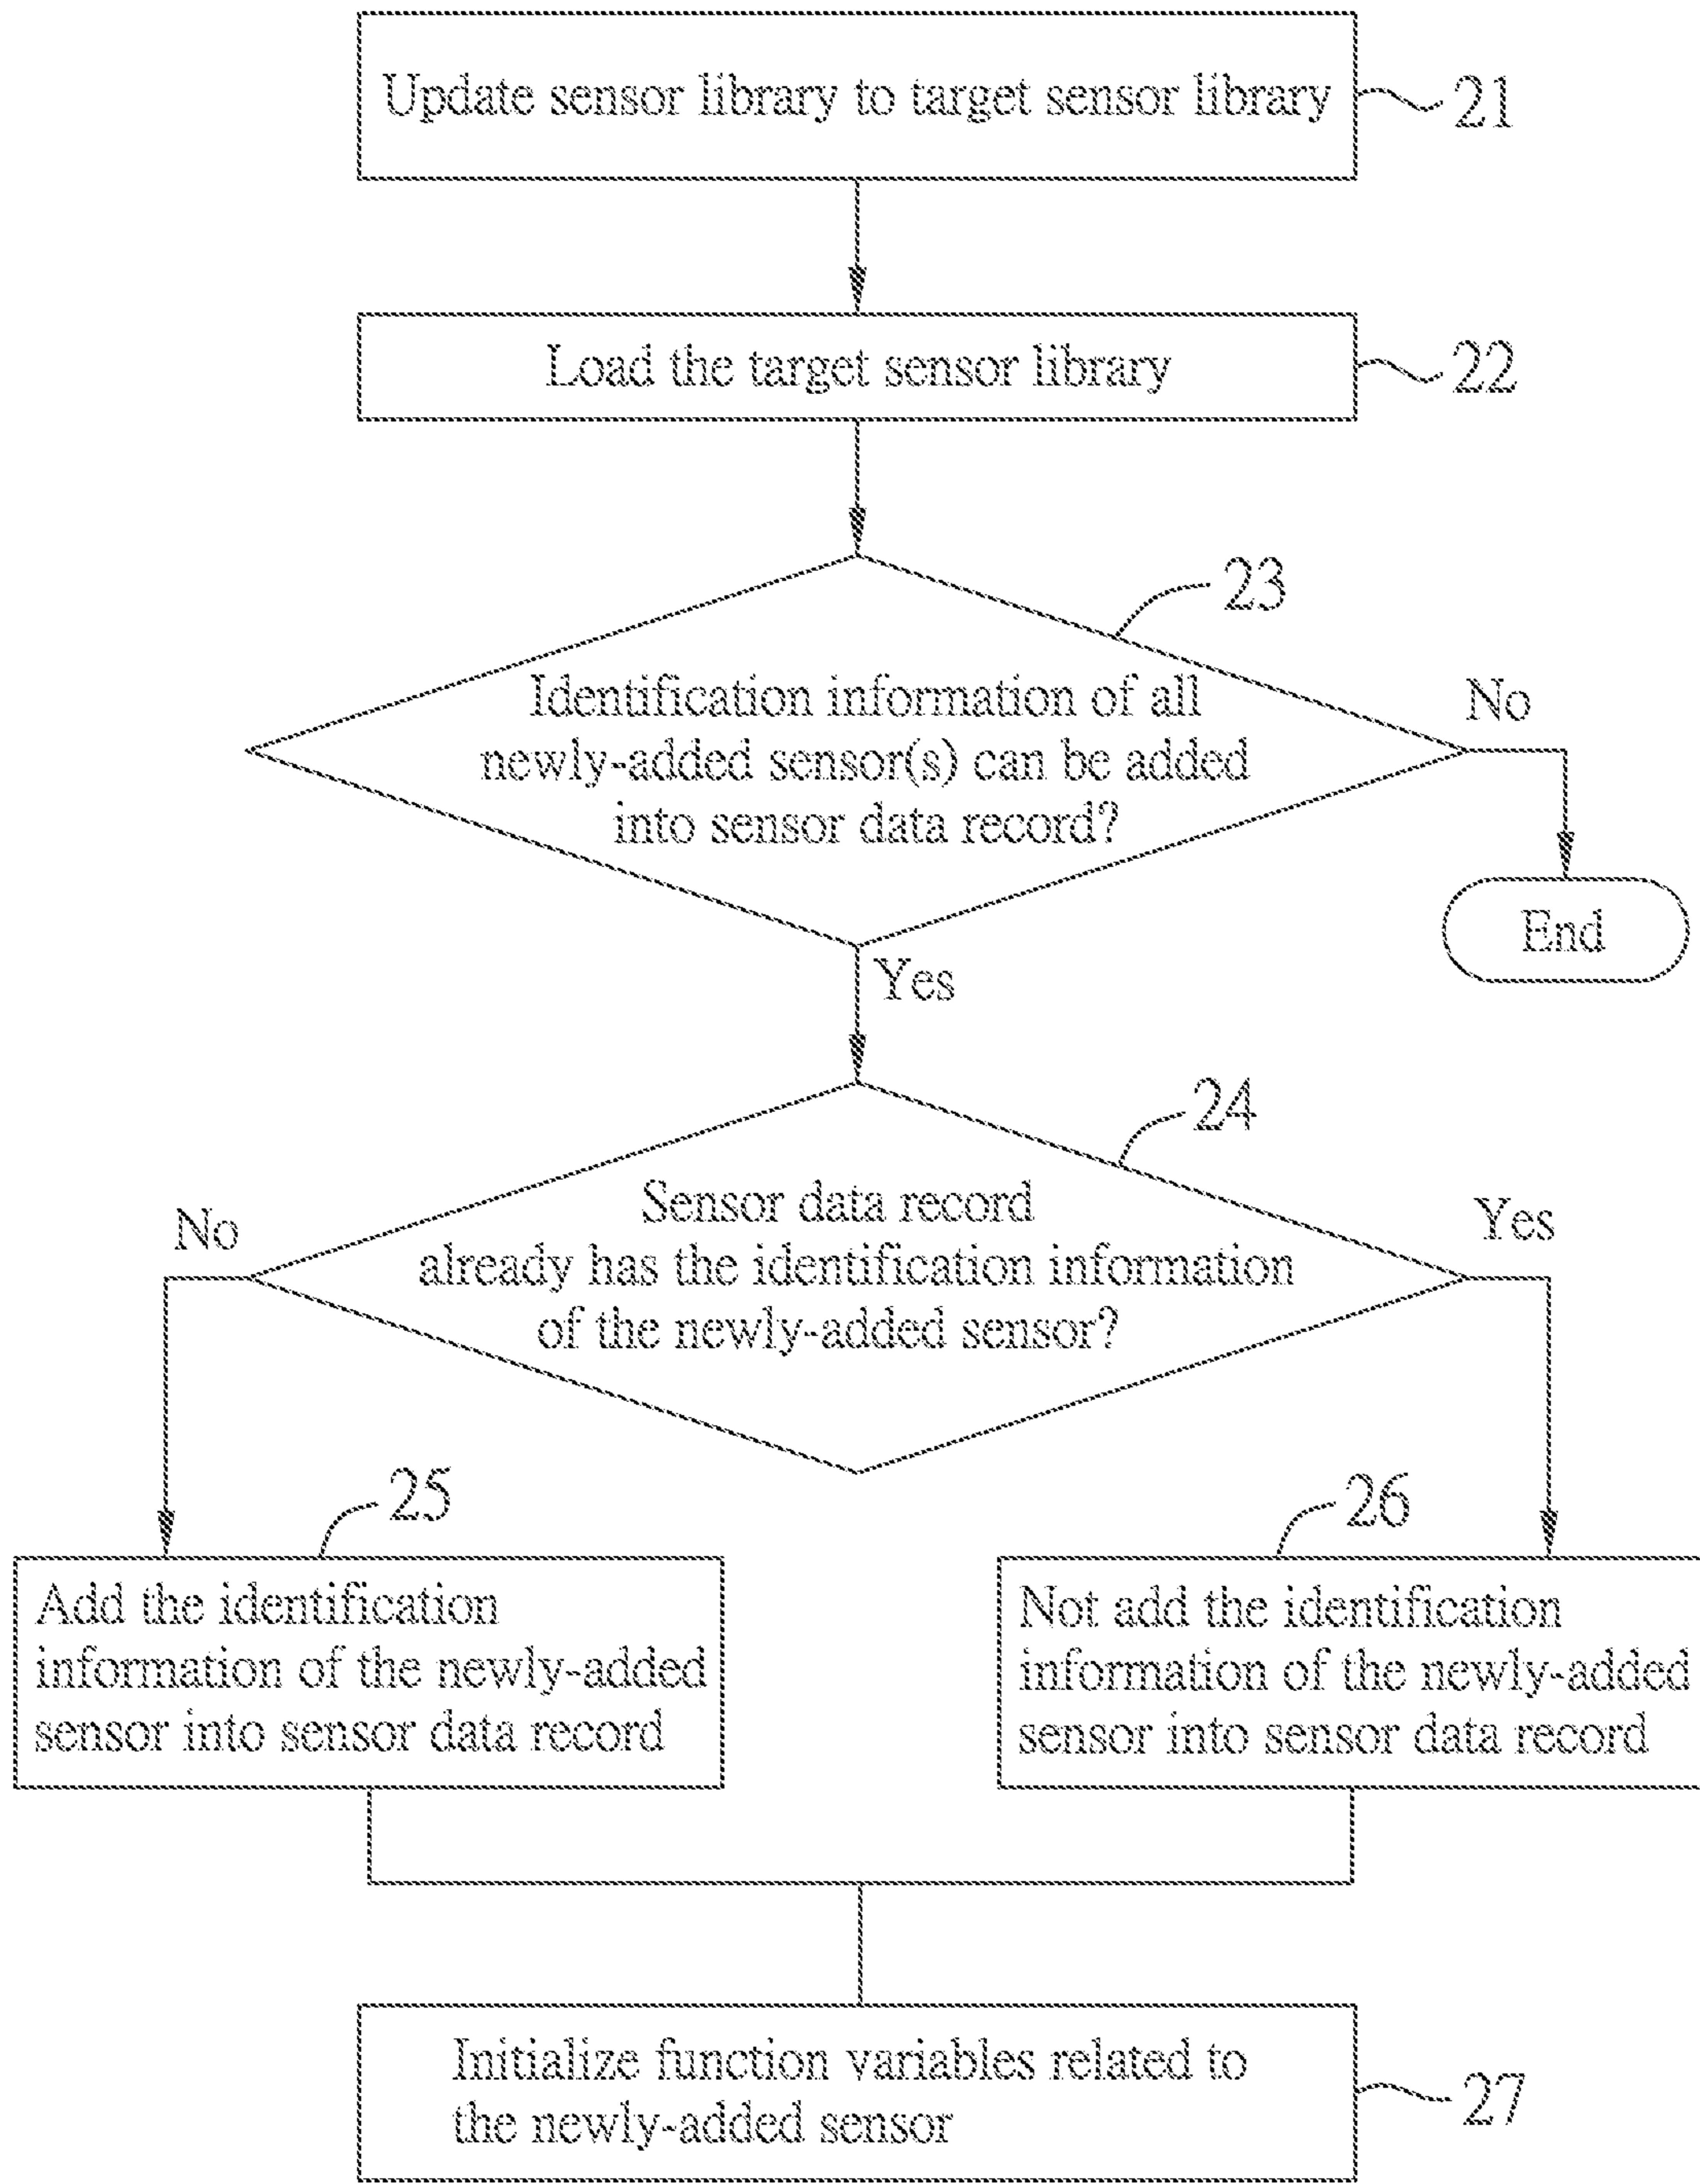 Update sensor library to target sensor library
21
Load the target sensor library
22
23
Identification information of all
newly-added sensor(s) can be added
into sensor data record?
No
End
Yes
24
Sensor data record
already has the identification information
of the newly-added sensor?
No
Yes
25
Add the identification
information of the newly-added
sensor into sensor data record
26
Not add the identification
information of the newly-added
sensor into sensor data record
Initialize function variables related to
the newly-added sensor
27